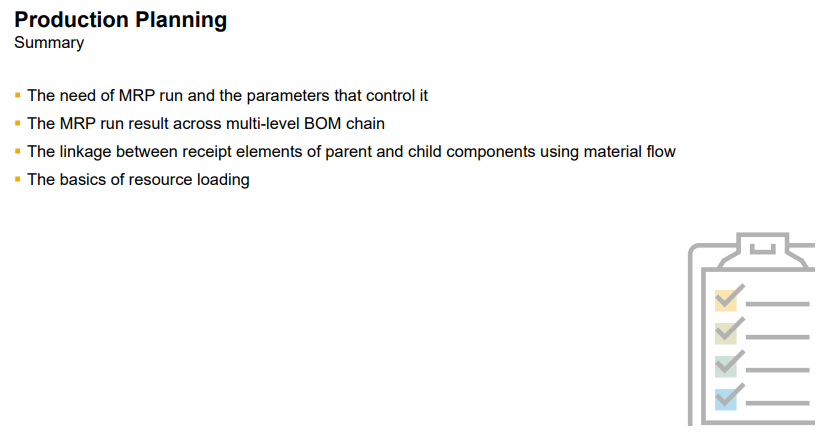 Production Planning
Summary
The need of MRP run and the parameters that control it
The MRP run result across multi-level BOM chain
The linkage between receipt elements of parent and child components using material flow
The basics of resource loading